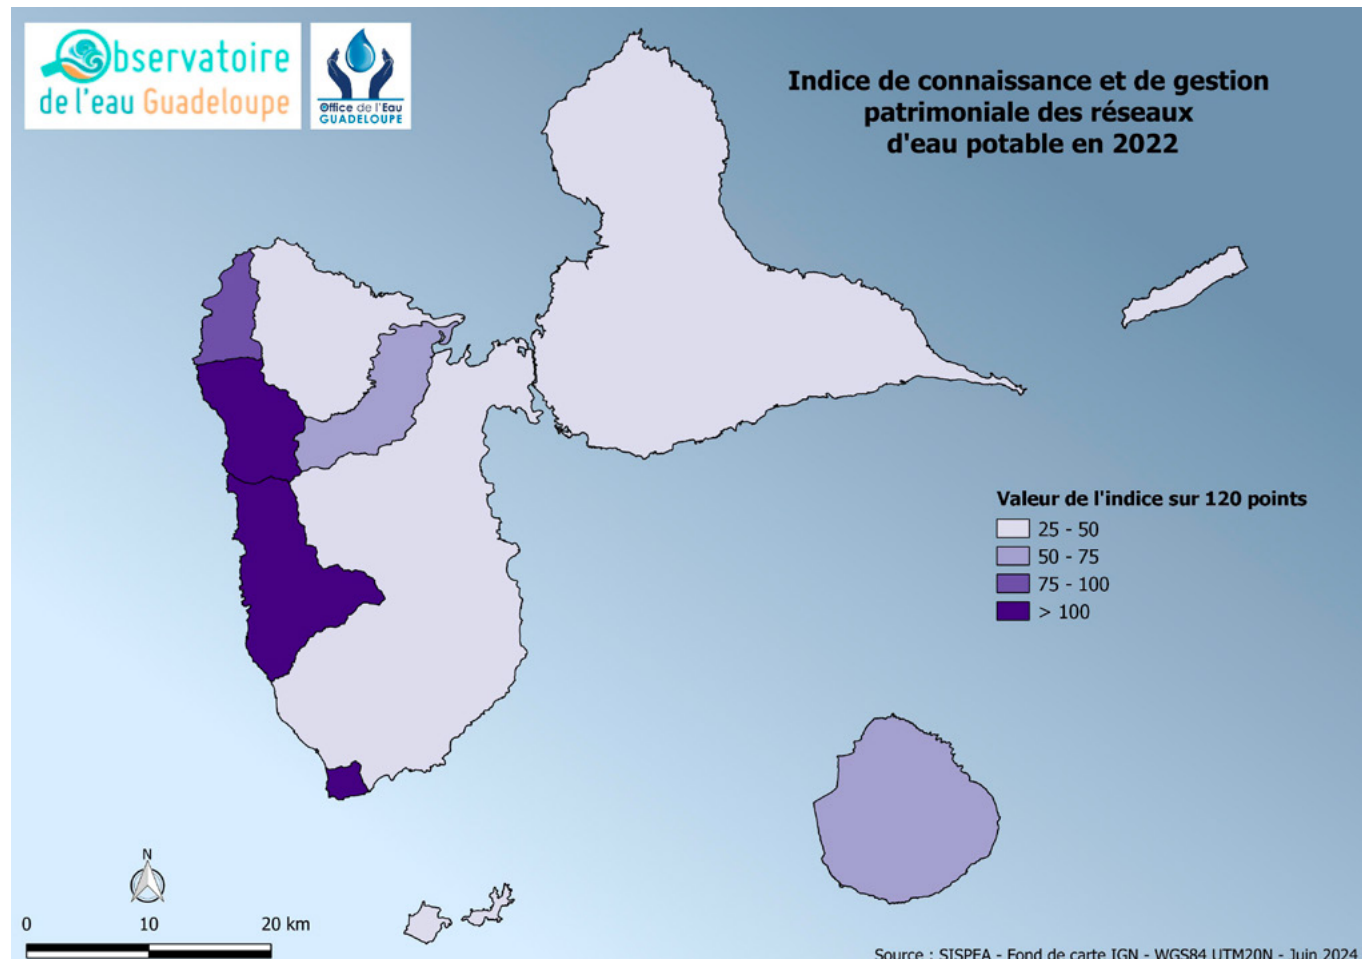 Observatoire
de l'eau Guadeloupe
Office de l'Eau
GUADELOUPE
Indice de connaissance et de gestion
patrimoniale des réseaux
d'eau potable en 2022
Valeur de l'indice sur 120 points
25 - 50
50 - 75
75 - 100
> 100
N
0 10 20 km
Source : SISPEA - Fond de carte IGN - WGS84 UTM20N - Juin 2024